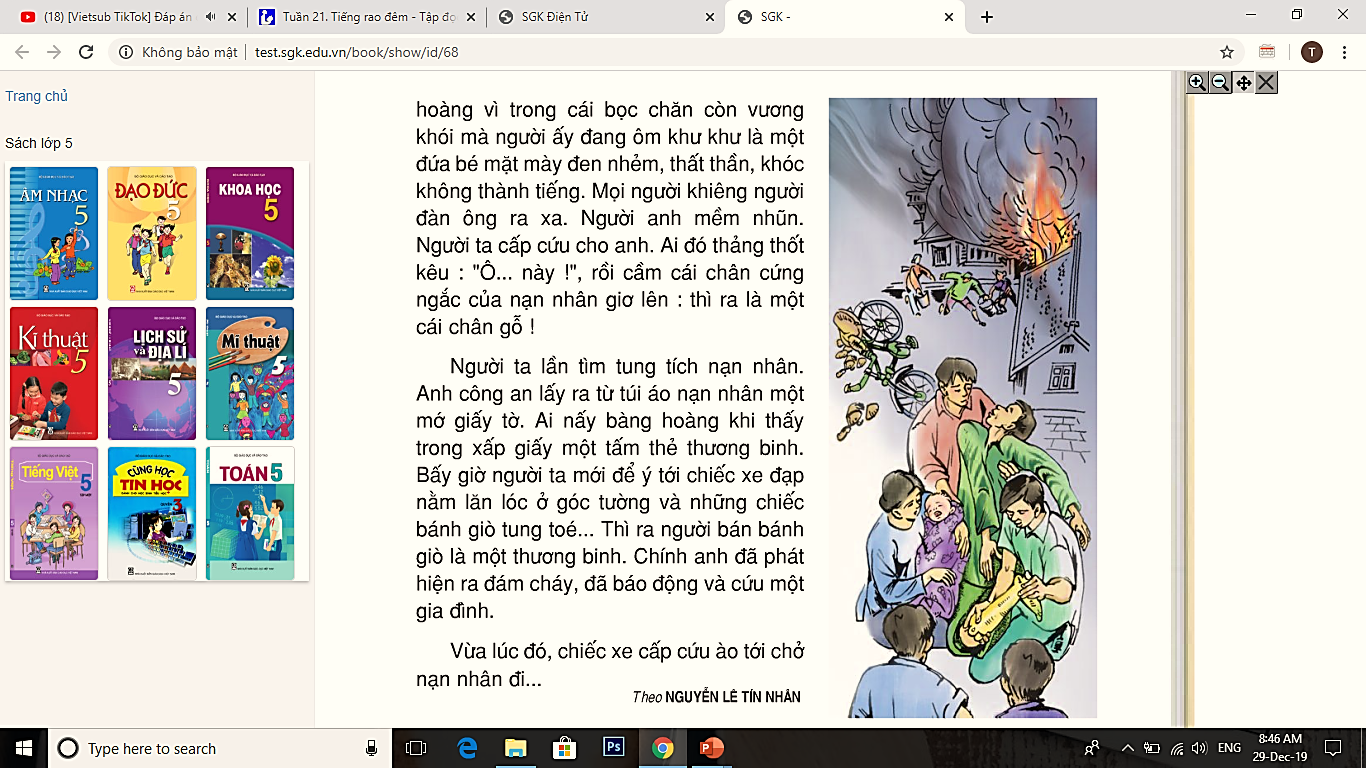 (18) [Vietsub TikTok] Đáp án
Tuần 21. Tiếng rao đêm - Tập đọ
SGK Điện Tử
SGK -
Không bảo mật
test.sgk.edu.vn/book/show/id/68
T
Trang chủ
Sách lớp 5
ÂM NHẠC 5
ĐẠO ĐỨC 5
KHOA HỌC 5
Kĩ thuật 5
LỊCH SỬ và ĐỊA LÍ 5
Mĩ thuật 5
Tiếng Việt 5
CÙNG HỌC TIN HỌC
TOÁN 5
hoàng vì trong cái bọc chăn còn vương
khói mà người ấy đang ôm khư khư là một
đứa bé mặt mày đen nhẻm, thất thần, khóc
không thành tiếng. Mọi người khiêng người
đàn ông ra xa. Người anh mềm nhũn.
Người ta cấp cứu cho anh. Ai đó thảng thốt
kêu : "Ô... này !", rồi cầm cái chân cứng
ngắc của nạn nhân giơ lên : thì ra là một
cái chân gỗ !
Người ta lần tìm tung tích nạn nhân.
Anh công an lấy ra từ túi áo nạn nhân một
mớ giấy tờ. Ai nấy bàng hoàng khi thấy
trong xấp giấy một tấm thẻ thương binh.
Bấy giờ người ta mới để ý tới chiếc xe đạp
nằm lăn lóc ở góc tường và những chiếc
bánh giò tung toé... Thì ra người bán bánh
giò là một thương binh. Chính anh đã phát
hiện ra đám cháy, đã báo động và cứu một
gia đình.
Vừa lúc đó, chiếc xe cấp cứu ào tới chở
nạn nhân đi...
Theo NGUYỄN LÊ TÍN NHÂN
Type here to search
Ps
ENG
8:46 AM
29-Dec-19